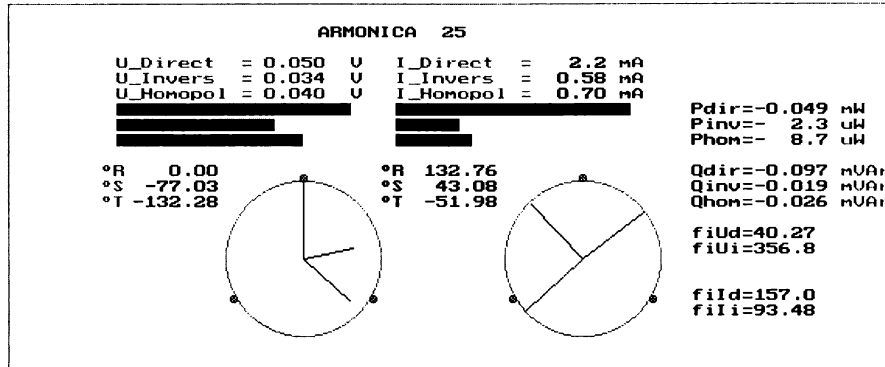 ARMONICA 25
U_Direct = 0.050 V I_Direct = 2.2 mA
U_Invers = 0.034 V I_Invers = 0.58 mA
U_Homopol = 0.040 V I_Homopol = 0.70 mA
Pdir=-0.049 mW
Pinv=- 2.3 uW
Phom=- 8.7 uW
°R 0.00 °R 132.76 Qdir=-0.097 mVAr
°S -77.03 °S 43.08 Qinv=-0.019 mVAr
°T -132.28 °T -51.98 Qhom=-0.026 mVAr
fiUd=40.27
fiUi=356.8
fiId=157.0
fiIi=93.48